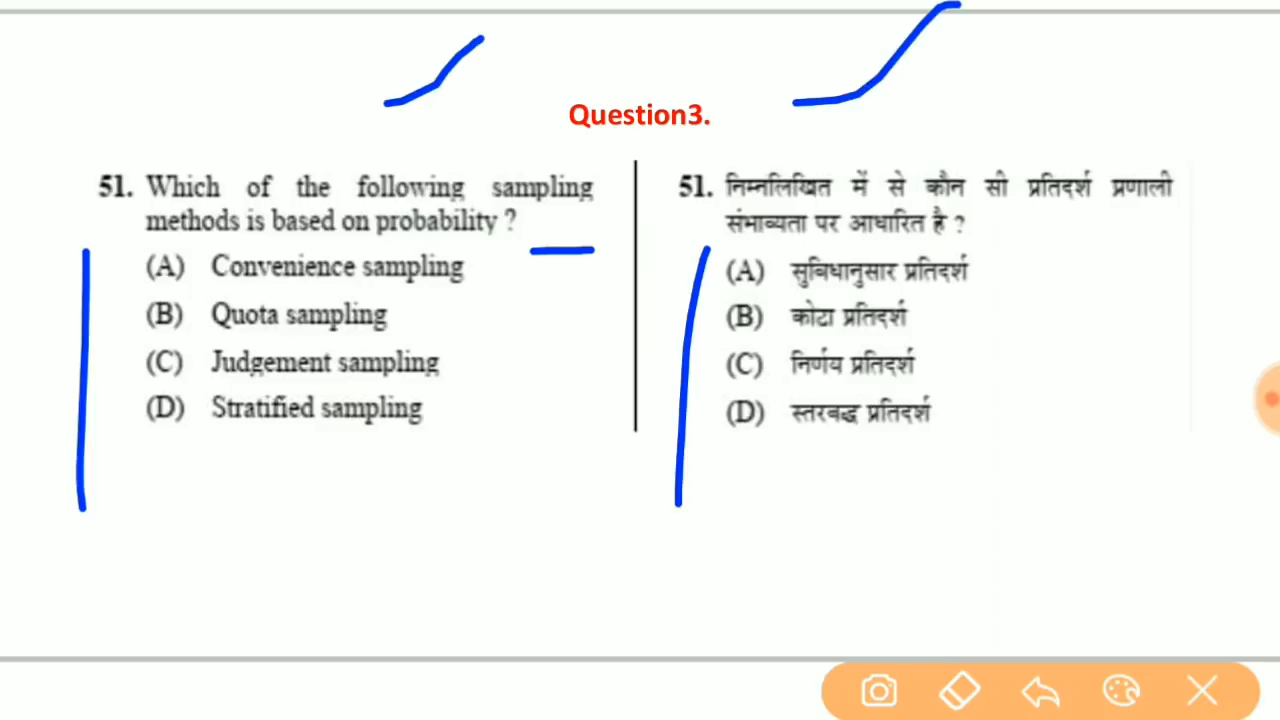 Question3.
51. Which of the following sampling
methods is based on probability ?
(A) Convenience sampling
(B) Quota sampling
(C) Judgement sampling
(D) Stratified sampling
51. निम्नलिखित में से कौन सी प्रतिदर्श प्रणाली
संभाव्यता पर आधारित है ?
(A) सुविधानुसार प्रतिदर्श
(B) कोटा प्रतिदर्श
(C) निर्णय प्रतिदर्श
(D) स्तरबद्ध प्रतिदर्श